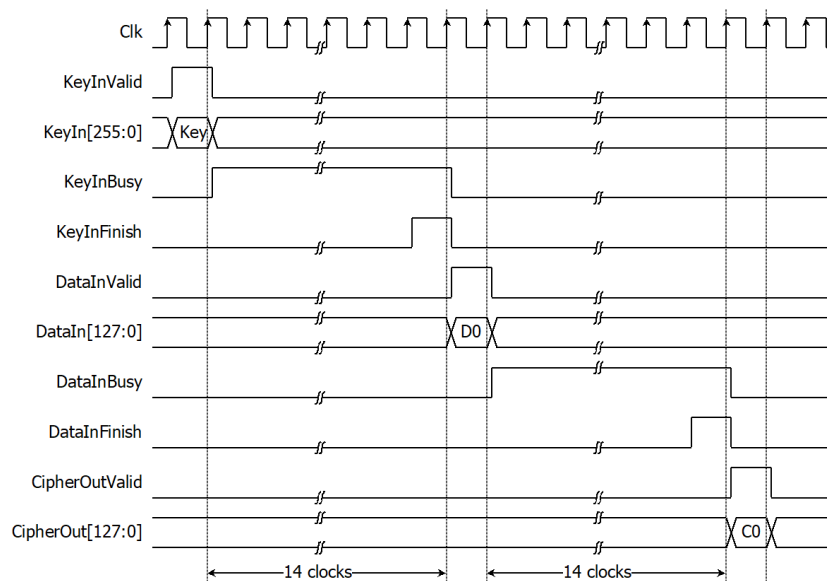 Clk
KeyInValid
KeyIn[255:0]
Key
KeyInBusy
KeyInFinish
DataInValid
DataIn[127:0]
D0
DataInBusy
DataInFinish
CipherOutValid
CipherOut[127:0]
C0
14 clocks
14 clocks